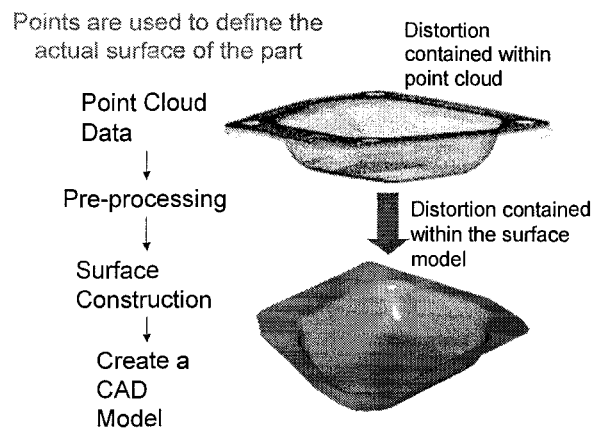 Points are used to define the
actual surface of the part
Distortion
contained within
point cloud
Point Cloud
Data
Pre-processing
Distortion contained
within the surface
model
Surface
Construction
Create a
CAD
Model